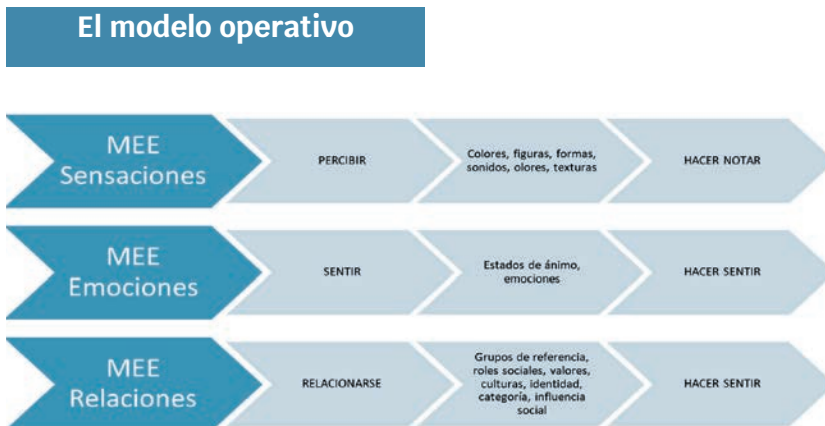 El modelo operativo
MEE
Sensaciones
PERCIBIR
Colores, figuras, formas,
sonidos, olores, texturas
HACER NOTAR
MEE
Emociones
SENTIR
Estados de ánimo,
emociones
HACER SENTIR
MEE
Relaciones
RELACIONARSE
Grupos de referencia,
roles sociales, valores,
culturas, identidad,
categoría, influencia
social
HACER SENTIR